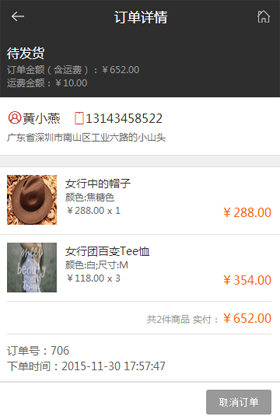 订单详情
待发货
订单金额（含运费）：￥652.00
运费金额：￥10.00
黄小燕 13143458522
广东省深圳市南山区工业六路的小山头
女行中的帽子
颜色:焦糖色
￥288.00 x 1
￥288.00
女行团百变Tee恤
颜色:白;尺寸:M
￥118.00 x 3
￥354.00
共2件商品 实付：￥652.00
订单号：706
下单时间：2015-11-30 17:57:47
取消订单